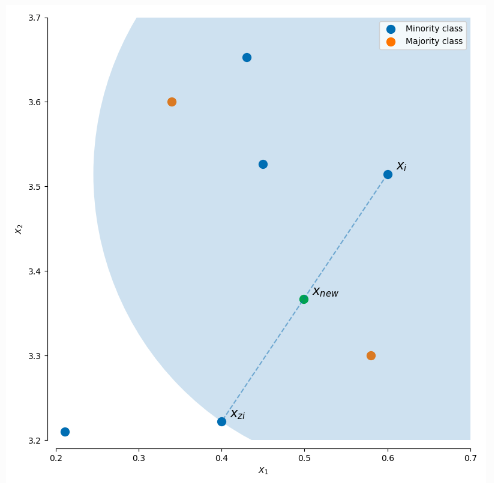 3.7
Minority class
Majority class
3.6
xᵢ
3.5
X₂
3.4
xₙₑw
3.3
x_zi
3.2
0.2 0.3 0.4 0.5 0.6 0.7
X₁